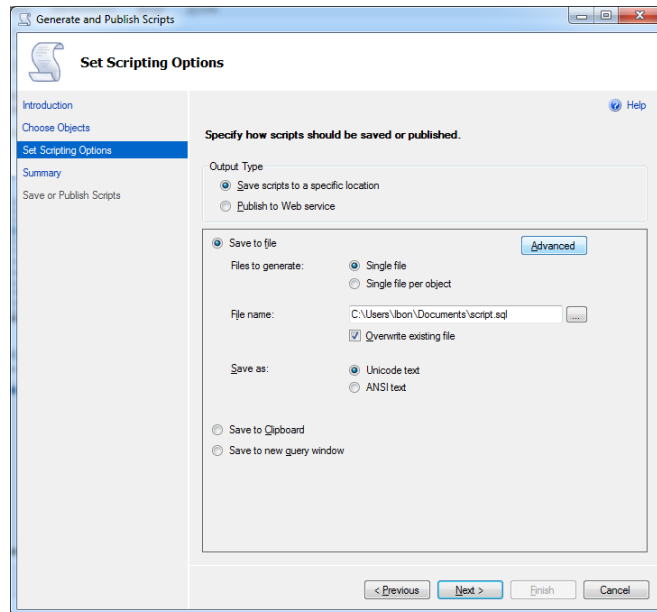 Generate and Publish Scripts
Set Scripting Options
Introduction
Choose Objects
Set Scripting Options
Summary
Save or Publish Scripts
Help
Specify how scripts should be saved or published.
Output Type
Save scripts to a specific location
Publish to Web service
Save to file
Advanced
Files to generate:
Single file
Single file per object
File name:
C:\Users\Ibon\Documents\script.sql
...
Overwrite existing file
Save as:
Unicode text
ANSI text
Save to Clipboard
Save to new query window
< Previous
Next >
Finish
Cancel